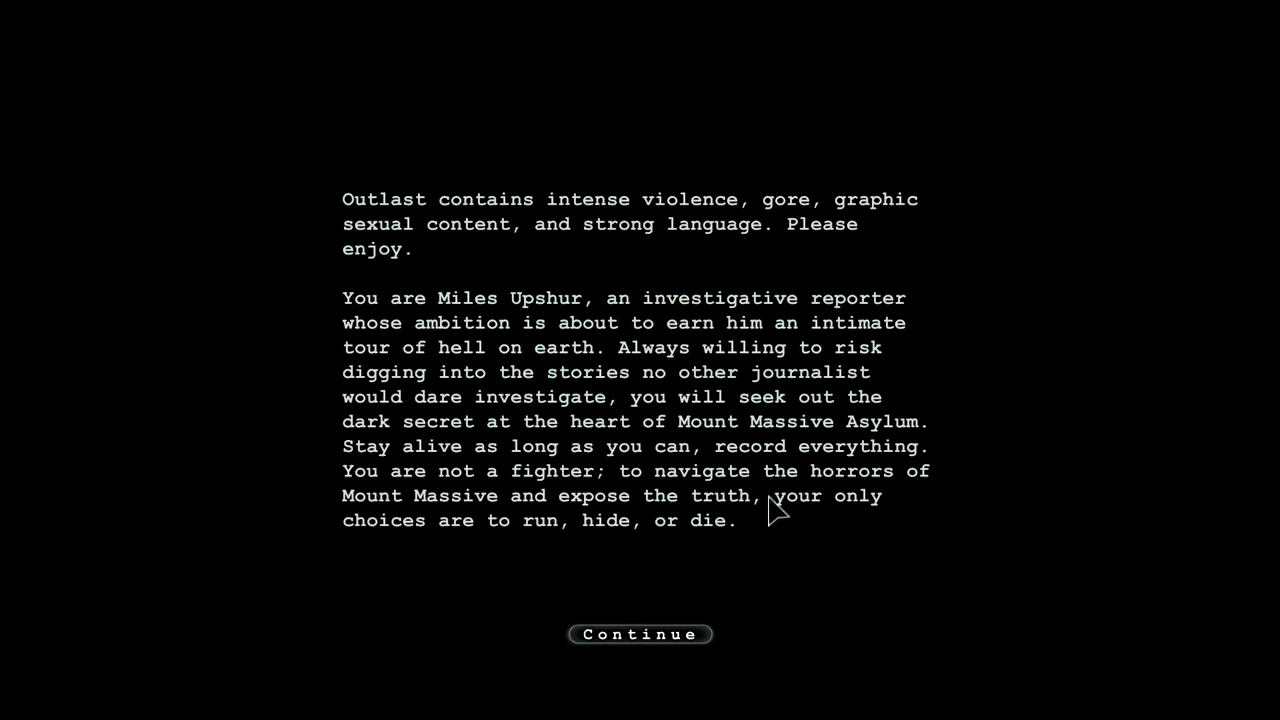 Outlast contains intense violence, gore, graphic
sexual content, and strong language. Please
enjoy.
You are Miles Upshur, an investigative reporter
whose ambition is about to earn him an intimate
tour of hell on earth. Always willing to risk
digging into the stories no other journalist
would dare investigate, you will seek out the
dark secret at the heart of Mount Massive Asylum.
Stay alive as long as you can, record everything.
You are not a fighter; to navigate the horrors of
Mount Massive and expose the truth, your only
choices are to run, hide, or die.
Continue